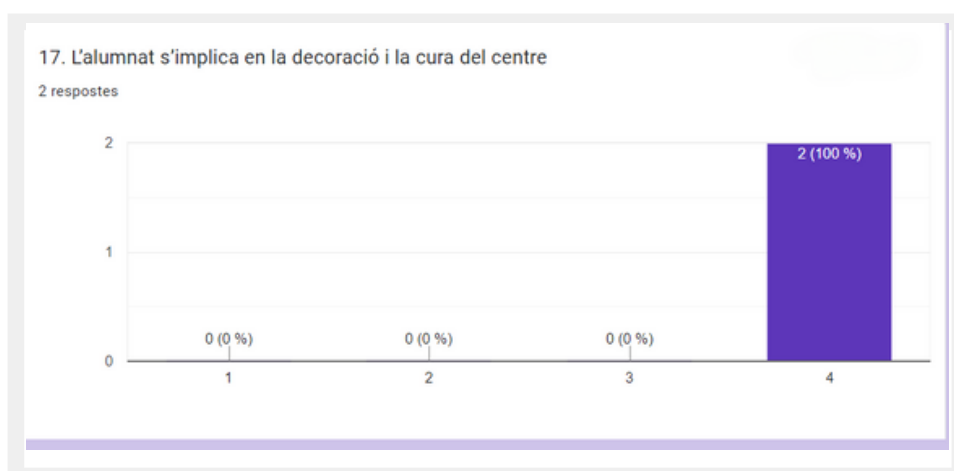 17. L'alumnat s'implica en la decoració i la cura del centre
2 respostes
2
2 (100 %)
1
0 (0 %) 0 (0 %) 0 (0 %)
0
1 2 3 4